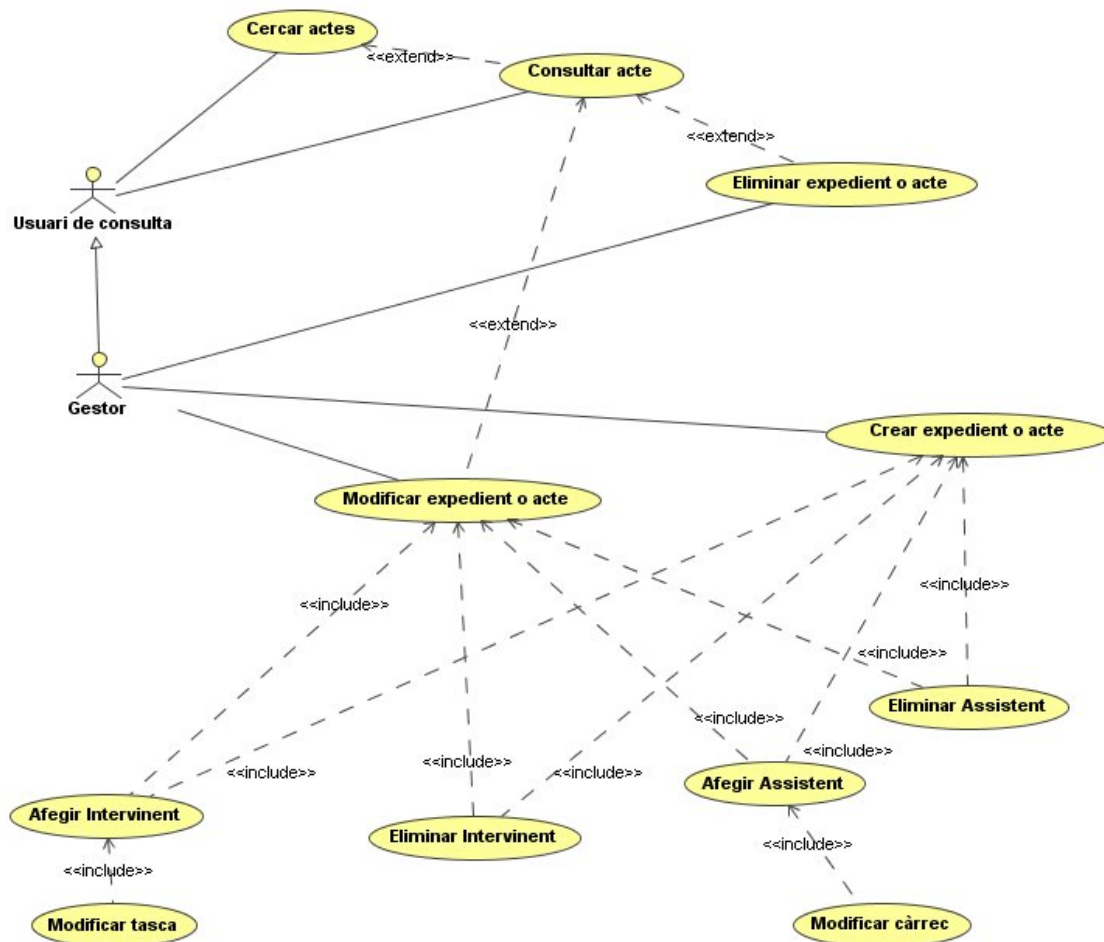 Cercar actes
<<extend>>
Consultar acte
<<extend>>
Eliminar expedient o acte
Usuari de consulta
<<extend>>
Gestor
Crear expedient o acte
Modificar expedient o acte
<<include>>
<<include>>
<<include>>
Eliminar Assistent
<<include>>
<<include>>
<<include>>
<<include>>
<<include>>
Afegir Assistent
Afegir Intervinent
Eliminar Intervinent
<<include>>
<<include>>
Modificar tasca
Modificar càrrec